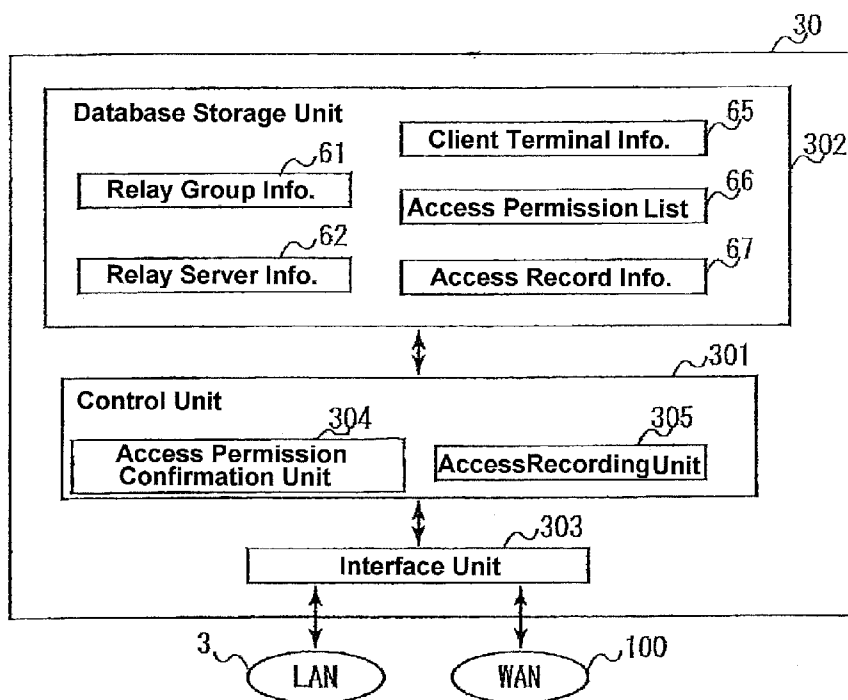 30
Database Storage Unit
65
302
Client Terminal Info.
61
Relay Group Info.
66
Access Permission List
62
Relay Server Info.
67
Access Record Info.
301
Control Unit
304
Access Permission
Confirmation Unit
305
AccessRecording Unit
303
Interface Unit
3
LAN
WAN
100